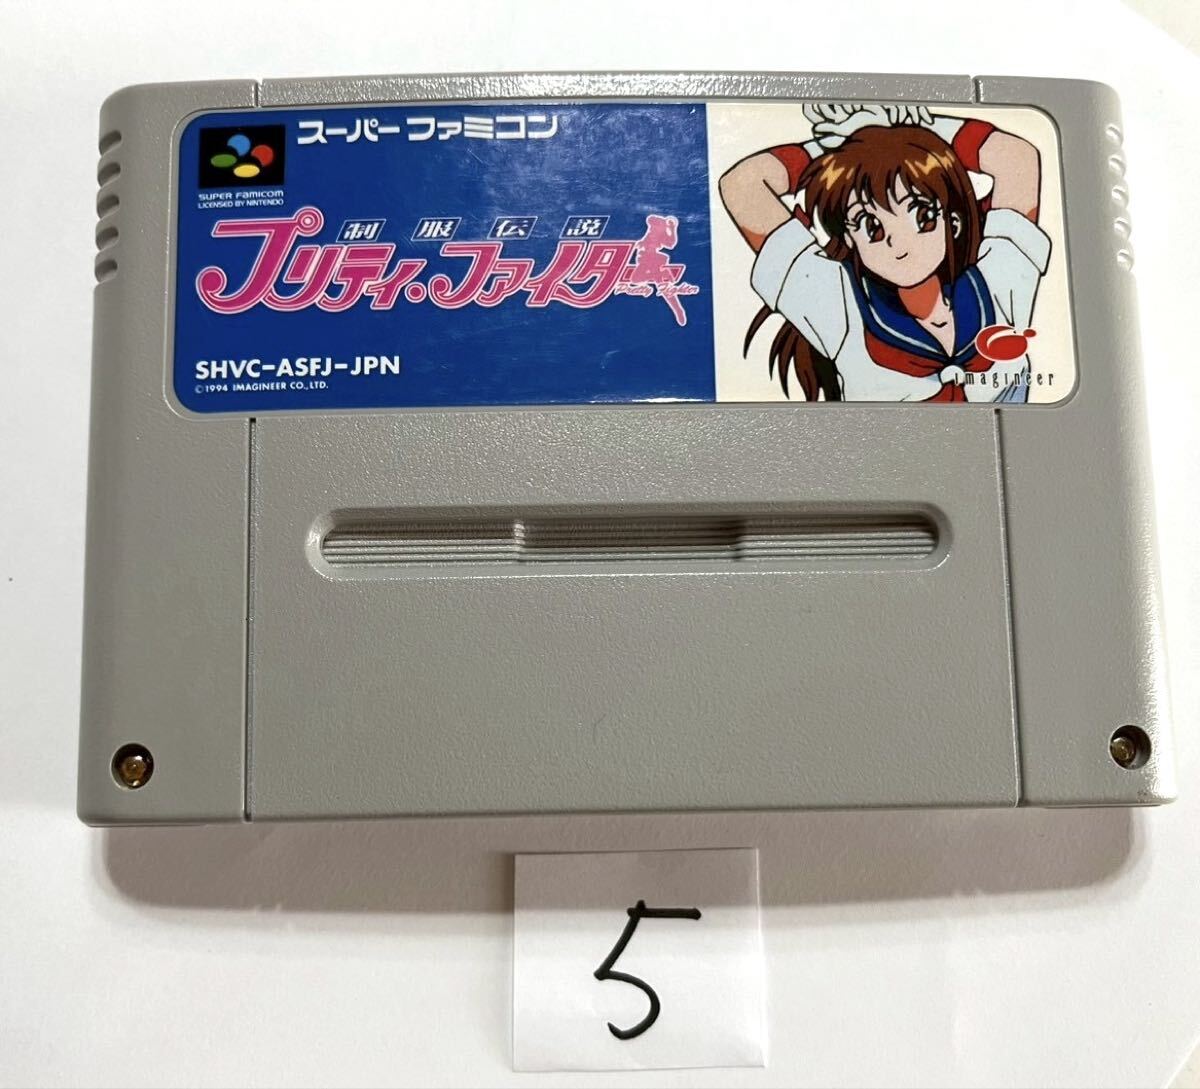 スーパーファミコン
SUPER FAMICOM
LICENSED BY NINTENDO
制服伝説
プリティ・ファイター
Pretty Fighter
SHVC-ASFJ-JPN
©1994 IMAGINEER CO., LTD.
imagineer
5